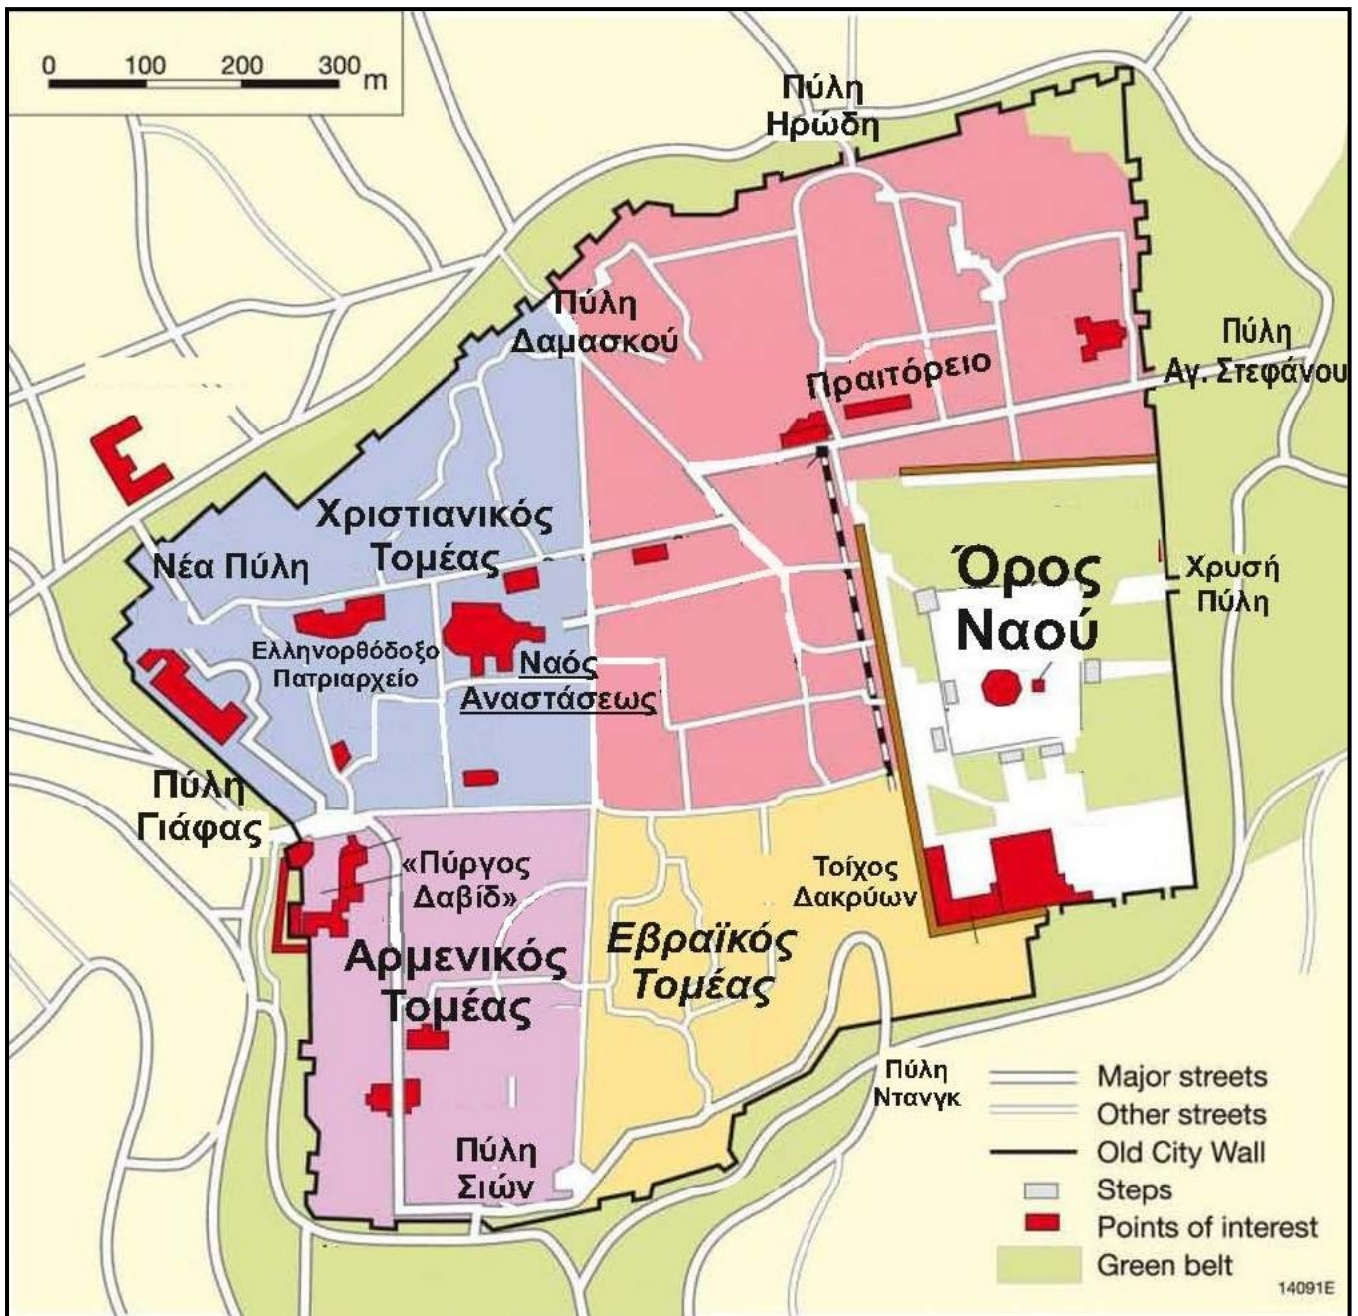 0 100 200 300 m
Πύλη
Ηρώδη
Πύλη
Δαμασκού
Πύλη
Αγ. Στεφάνου
Πραιτόρειο
Χριστιανικός
Τομέας
Νέα Πύλη
Όρος
Ναού
Χρυσή
Πύλη
Ελληνορθόδοξο
Πατριαρχείο
Ναός
Αναστάσεως
Πύλη
Γιάφας
«Πύργος
Δαβίδ»
Τοίχος
Δακρύων
Αρμενικός
Τομέας
Εβραϊκός
Τομέας
Πύλη
Ντανγκ
Πύλη
Σιών
Major streets
Other streets
Old City Wall
Steps
Points of interest
Green belt
14091E